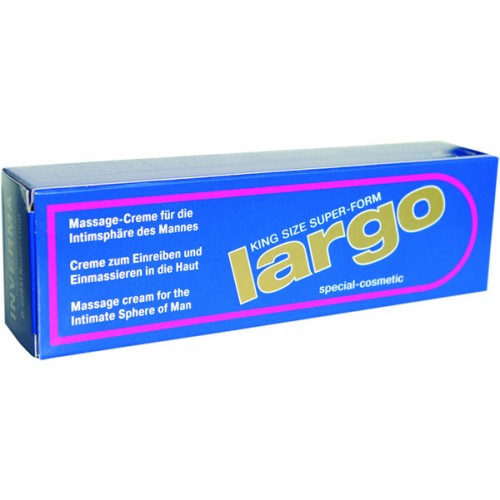 Massage-Creme für die
Intimsphäre des Mannes
Creme zum Einreiben und
Einmassieren in die Haut
Massage cream for the
Intimate Sphere of Man
KING SIZE SUPER-FORM
largo
special-cosmetic
INVERMA